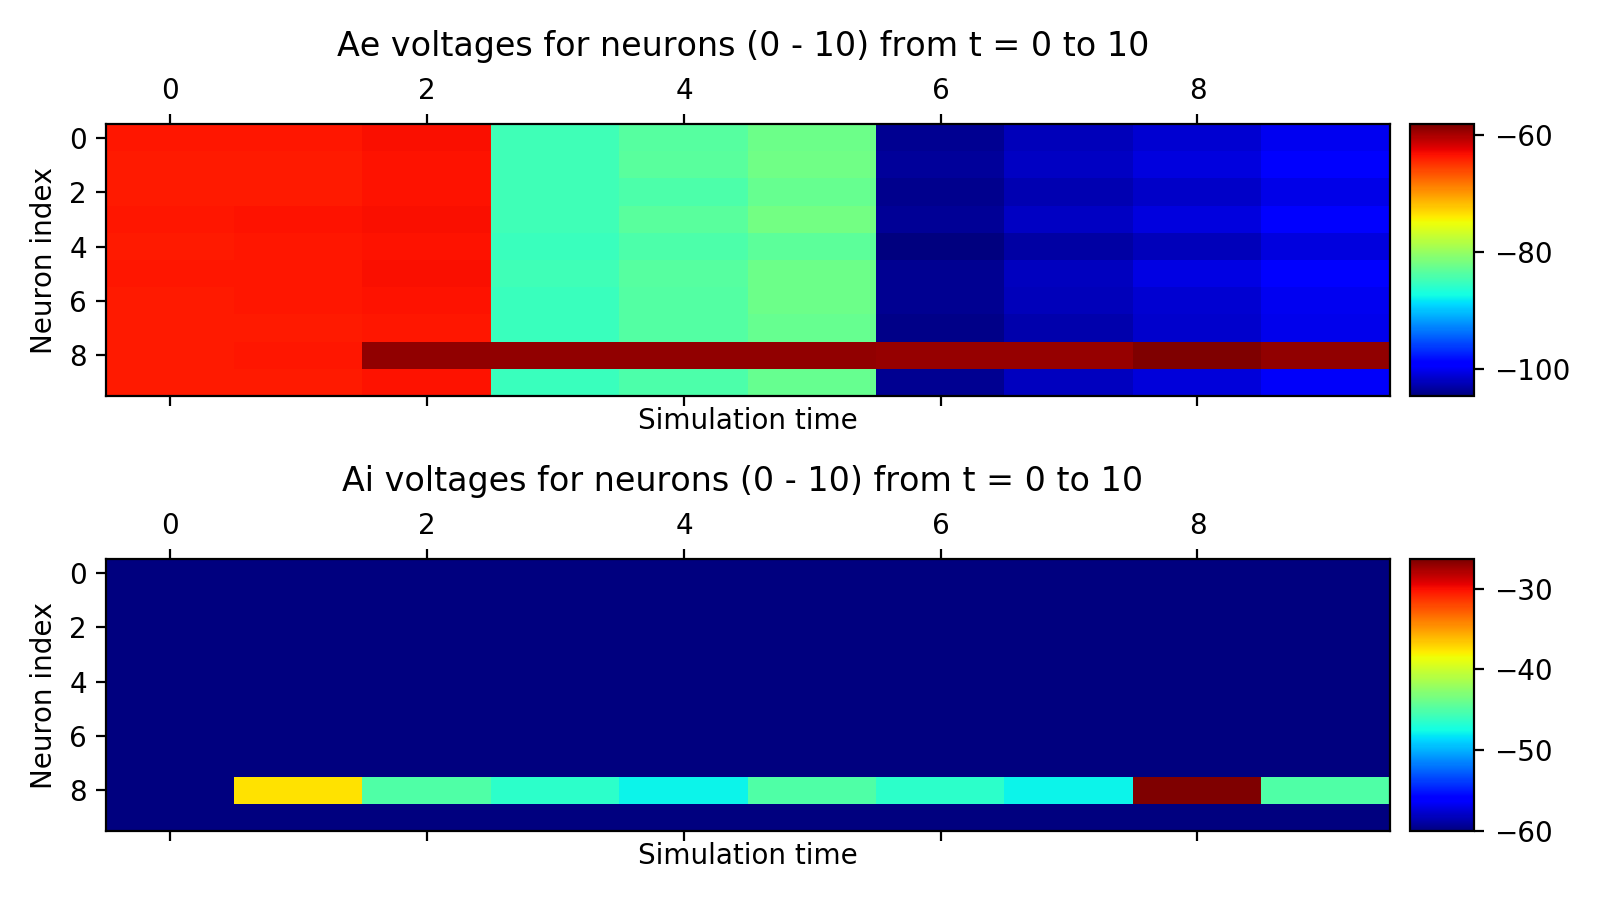 Ae voltages for neurons (0 - 10) from t = 0 to 10
0 2 4 6 8
Neuron index
0
2
4
6
8
−60
−80
−100
Simulation time
Ai voltages for neurons (0 - 10) from t = 0 to 10
0 2 4 6 8
Neuron index
0
2
4
6
8
−30
−40
−50
−60
Simulation time